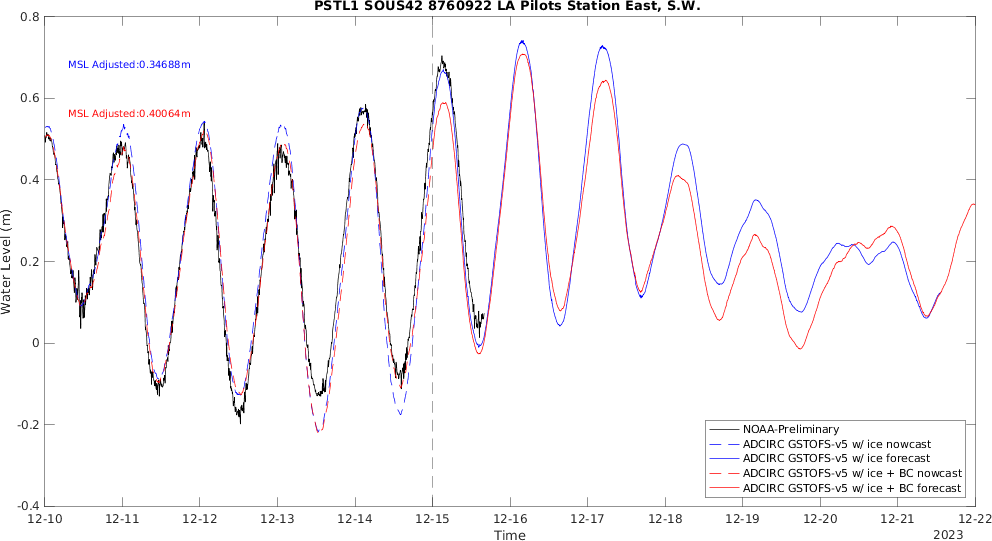 PSTL1 SOUS42 8760922 LA Pilots Station East, S.W.
0.8
MSL Adjusted:0.34688m
0.6
MSL Adjusted:0.40064m
0.4
0.2
0
-0.2
-0.4
Water Level (m)
NOAA-Preliminary
ADCIRC GSTOFS-v5 w/ ice nowcast
ADCIRC GSTOFS-v5 w/ ice forecast
ADCIRC GSTOFS-v5 w/ ice + BC nowcast
ADCIRC GSTOFS-v5 w/ ice + BC forecast
12-10 12-11 12-12 12-13 12-14 12-15 12-16 12-17 12-18 12-19 12-20 12-21 12-22
Time
2023